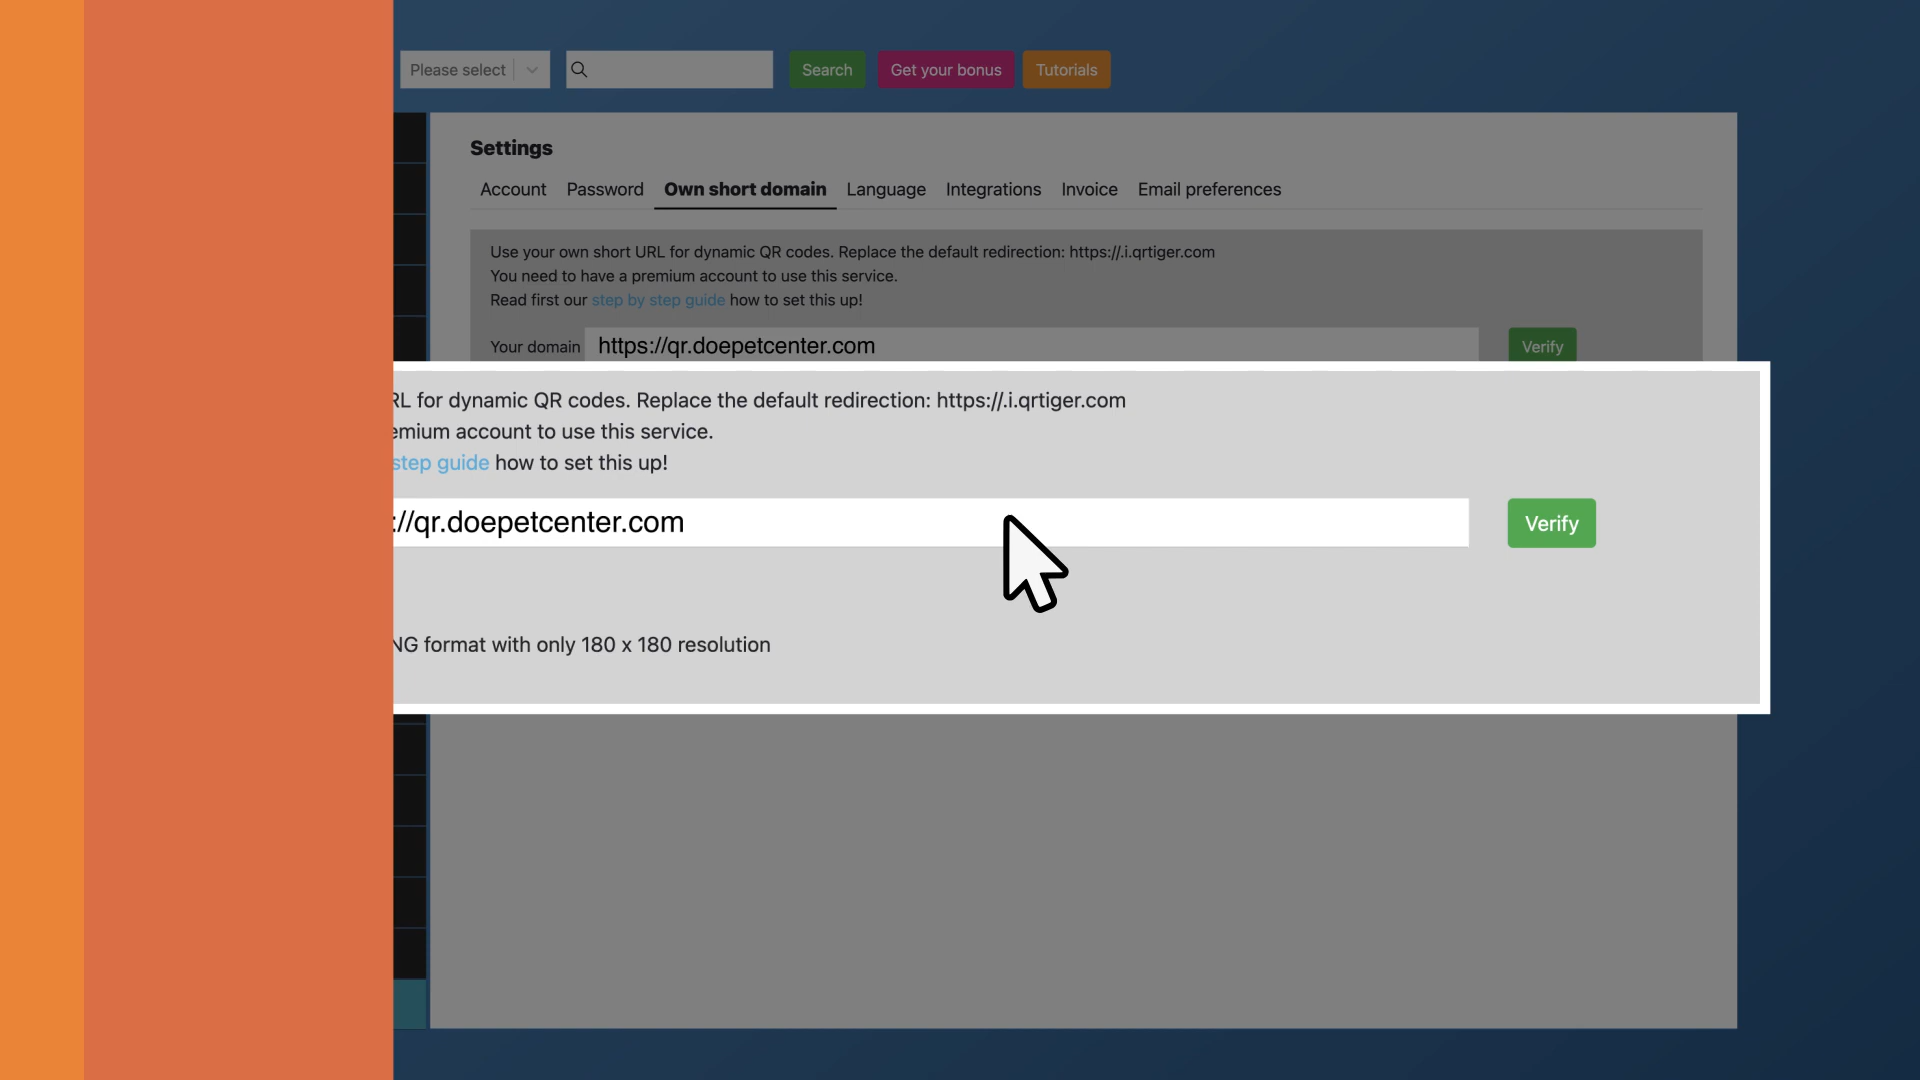 Please select
Search
Get your bonus
Tutorials
Settings
Account Password Own short domain Language Integrations Invoice Email preferences
Use your own short URL for dynamic QR codes. Replace the default redirection: https://.i.qrtiger.com
You need to have a premium account to use this service.
Read first our step by step guide how to set this up!
Your domain https://qr.doepetcenter.com Verify
RL for dynamic QR codes. Replace the default redirection: https://.i.qrtiger.com
emium account to use this service.
step guide how to set this up!
://qr.doepetcenter.com Verify
NG format with only 180 x 180 resolution